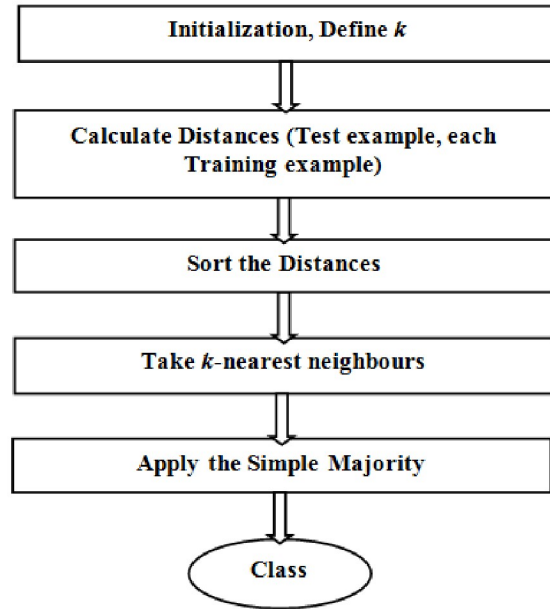 Initialization, Define k
Calculate Distances (Test example, each
Training example)
Sort the Distances
Take k-nearest neighbours
Apply the Simple Majority
Class